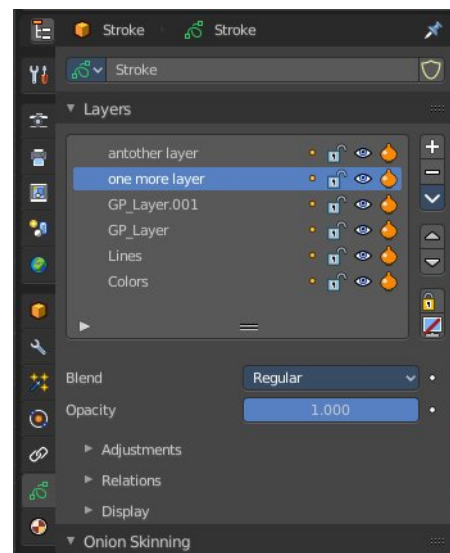 Stroke Stroke
Stroke
Layers
antother layer
one more layer
GP_Layer.001
GP_Layer
Lines
Colors
Blend Regular
Opacity 1.000
Adjustments
Relations
Display
Onion Skinning